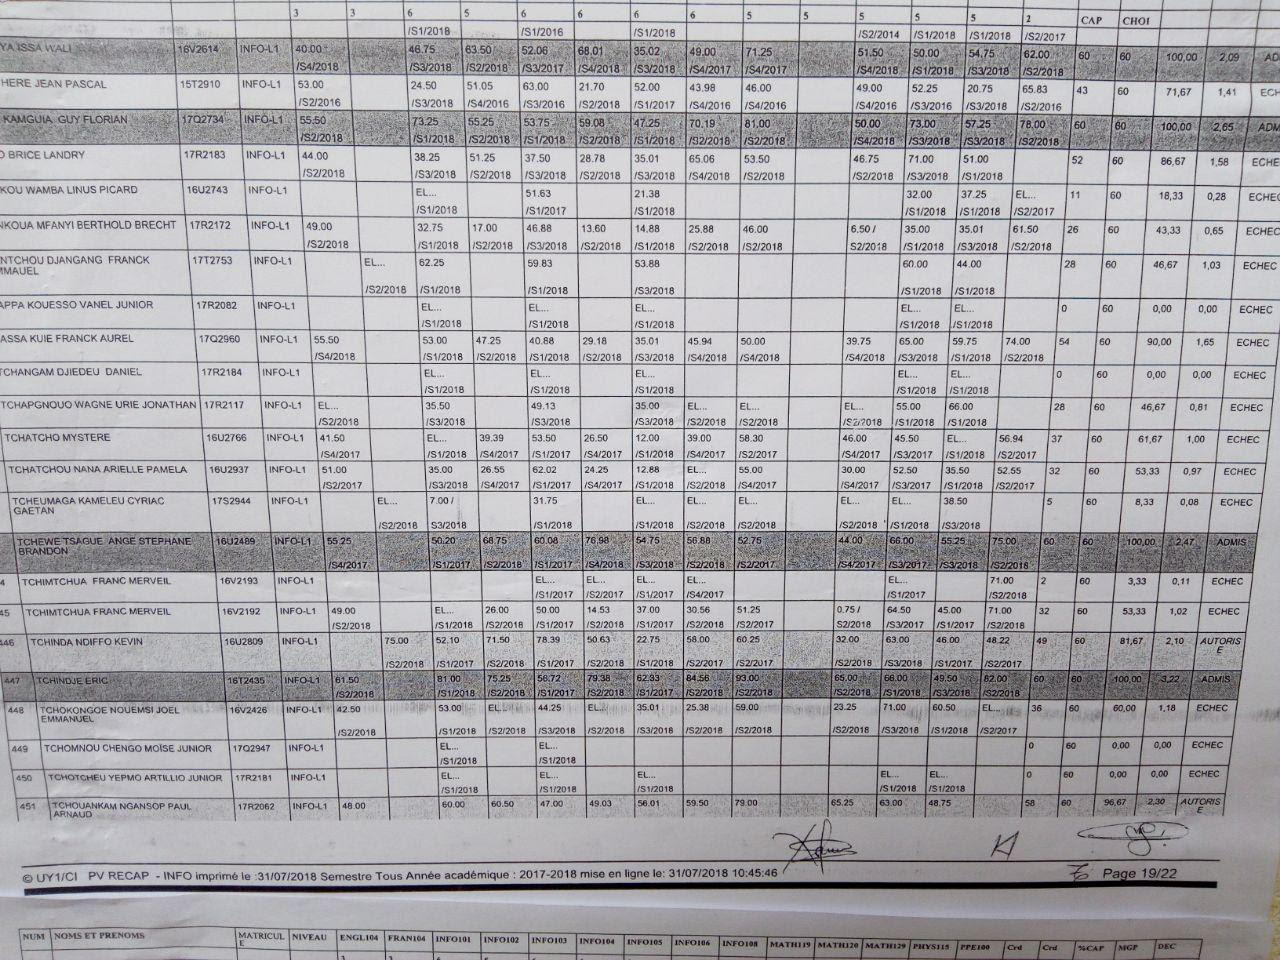 3 3 6 5 6 6 6 6 5 5 5 5 5 2 CAP CHOI
/S1/2018 /S1/2016 /S1/2018 /S2/2014 /S1/2018 /S1/2018 /S2/2017
YA ISSA WALI 16V2614 INFO-L1 40.00 46.75 63.50 52.06 68.01 35.02 49.00 71.25 51.50 50.00 54.75 62.00 60 60 100,00 2,09 AD
/S4/2018 /S3/2018 /S2/2018 /S3/2017 /S4/2018 /S3/2018 /S4/2017 /S4/2017 /S4/2018 /S1/2018 /S3/2018 /S2/2018
HERE JEAN PASCAL 15T2910 INFO-L1 53.00 24.50 51.05 63.00 21.70 52.00 43.98 46.00 49.00 52.25 20.75 65.83 43 60 71,67 1,41 ECH
/S2/2016 /S3/2018 /S4/2016 /S3/2016 /S2/2018 /S1/2017 /S4/2017 /S4/2016 /S4/2016 /S3/2016 /S3/2018 /S2/2016
KAMGUIA GUY FLORIAN 17Q2734 INFO-L1 55.50 73.25 55.25 53.75 59.08 47.25 70.19 81.00 50.00 73.00 57.25 78.00 60 60 100,00 2,65 ADM
/S2/2018 /S1/2018 /S2/2018 /S1/2018 /S2/2018 /S3/2018 /S2/2018 /S2/2018 /S4/2018 /S3/2018 /S3/2018 /S2/2018
O BRICE LANDRY 17R2183 INFO-L1 44.00 38.25 51.25 37.50 28.78 35.01 65.06 53.50 46.75 71.00 51.00 52 60 86,67 1,58 ECHE
/S2/2018 /S3/2018 /S2/2018 /S3/2018 /S2/2018 /S3/2018 /S4/2018 /S2/2018 /S4/2018 /S3/2018 /S1/2018
KOU WAMBA LINUS PICARD 16U2743 INFO-L1 EL... 51.63 21.38 32.00 37.25 EL... 11 60 18,33 0,28 ECHEC
/S1/2018 /S1/2017 /S1/2018 /S1/2018 /S1/2018 /S2/2017
NKOUA MFANYI BERTHOLD BRECHT 17R2172 INFO-L1 49.00 32.75 17.00 46.88 13.60 14.88 25.88 46.00 6.50 / 35.00 35.01 61.50 26 60 43,33 0,65 ECHEC
/S2/2018 /S1/2018 /S2/2018 /S3/2018 /S2/2018 /S1/2018 /S2/2018 /S2/2018 S2/2018 /S1/2018 /S3/2018 /S2/2018
NTCHOU DJANGANG FRANCK 17T2753 INFO-L1 EL... 62.25 59.83 53.88 60.00 44.00 28 60 46,67 1,03 ECHEC
MMAUEL
/S2/2018 /S1/2018 /S1/2018 /S3/2018 /S1/2018 /S1/2018
APPA KOUESSO VANEL JUNIOR 17R2082 INFO-L1 EL... EL... EL... EL... EL... 0 60 0,00 0,00 ECHEC
/S1/2018 /S1/2018 /S1/2018 /S1/2018 /S1/2018
ASSA KUIE FRANCK AUREL 17Q2960 INFO-L1 55.50 53.00 47.25 40.88 29.18 35.01 45.94 50.00 39.75 65.00 59.75 74.00 54 60 90,00 1,65 ECHEC
/S4/2018 /S1/2018 /S2/2018 /S1/2018 /S2/2018 /S3/2018 /S4/2018 /S4/2018 /S4/2018 /S3/2018 /S1/2018 /S2/2018
TCHANGAM DJIEDEU DANIEL 17R2184 INFO-L1 EL... EL... EL... EL... EL... 0 60 0,00 0,00 ECHEC
/S1/2018 /S1/2018 /S1/2018 /S1/2018 /S1/2018
TCHAPGNOUO WAGNE URIE JONATHAN 17R2117 INFO-L1 EL... 35.50 49.13 35.00 EL... EL... EL... 55.00 66.00 28 60 46,67 0,81 ECHEC
/S2/2018 /S3/2018 /S3/2018 /S3/2018 /S2/2018 /S2/2018 /S2/2018 /S1/2018 /S1/2018
TCHATCHO MYSTERE 16U2766 INFO-L1 41.50 EL... 39.39 53.50 26.50 12.00 39.00 58.30 46.00 45.50 EL... 56.94 37 60 61,67 1,00 ECHEC
/S4/2017 /S1/2018 /S4/2017 /S1/2017 /S4/2017 /S1/2018 /S4/2017 /S2/2017 /S4/2017 /S3/2018 /S1/2018 /S2/2017
TCHATCHOU NANA ARIELLE PAMELA 16U2937 INFO-L1 51.00 35.00 26.55 62.02 24.25 12.88 EL... 55.00 30.00 52.50 35.50 52.55 32 60 53,33 0,97 ECHEC
/S2/2017 /S3/2018 /S4/2017 /S1/2017 /S4/2017 /S1/2018 /S2/2018 /S2/2017 /S4/2017 /S3/2017 /S1/2018 /S2/2017
TCHEUMAGA KAMELEU CYRIAC 17S2944 INFO-L1 EL... 7.00 / 31.75 EL... EL... EL... EL... EL... 38.50 5 60 8,33 0,08 ECHEC
GAETAN
/S2/2018 S3/2018 /S1/2018 /S1/2018 /S2/2018 /S2/2018 /S2/2018 /S1/2018 /S3/2018
TCHEWE TSAGUE ANGE STEPHANE 16U2489 INFO-L1 55.25 50.20 68.75 60.08 76.98 54.75 56.88 52.75 44.00 66.00 55.25 75.00 60 60 100,00 2,47 ADMIS
BRANDON
/S4/2017 /S1/2017 /S2/2017 /S1/2017 /S4/2018 /S3/2018 /S2/2017 /S2/2017 /S4/2017 /S3/2017 /S3/2018 /S2/2017
4 TCHIMTCHUA FRANC MERVEIL 16V2193 INFO-L1 EL... EL... EL... EL... 71.00 2 60 3,33 0,11 ECHEC
/S1/2017 /S2/2017 /S1/2017 /S4/2017 /S1/2017 /S2/2018
45 TCHIMTCHUA FRANC MERVEIL 16V2192 INFO-L1 49.00 EL... 26.00 50.00 14.53 37.00 30.56 51.25 0.75 / 64.50 45.00 71.00 32 60 53,33 1,02 ECHEC
/S2/2018 /S1/2018 /S2/2018 /S1/2017 /S2/2018 /S1/2018 /S4/2017 /S2/2017 S2/2018 /S3/2017 /S1/2018 /S2/2018
446 TCHINDA NDIFFO KEVIN 16U2809 INFO-L1 75.00 52.10 71.50 78.39 50.63 22.75 58.00 60.25 32.00 63.00 46.00 48.22 49 60 81,67 2,10 AUTORIS
E
/S2/2018 /S1/2017 /S2/2017 /S1/2017 /S2/2018 /S1/2018 /S2/2017 /S2/2017 /S2/2018 /S3/2018 /S1/2017 /S2/2017
447 TCHINDJE ERIC 16T2435 INFO-L1 61.50 81.00 75.25 56.72 79.38 62.33 84.56 93.00 65.00 66.00 49.50 82.00 60 60 100,00 3,22 ADMIS
/S2/2018 /S1/2018 /S2/2018 /S1/2017 /S2/2018 /S1/2017 /S2/2018 /S2/2018 /S2/2018 /S1/2018 /S3/2018 /S2/2018
448 TCHOKONGOE NOUEMSI JOEL 16V2426 INFO-L1 42.50 53.00 EL... 44.25 EL... 35.01 25.38 59.00 23.25 71.00 60.50 EL... 36 60 60,00 1,18 ECHEC
EMMANUEL
/S2/2018 /S1/2018 /S2/2018 /S3/2018 /S2/2018 /S3/2018 /S2/2018 /S2/2018 /S2/2018 /S3/2018 /S1/2018 /S2/2017
449 TCHOMNOU CHENGO MOÏSE JUNIOR 17Q2947 INFO-L1 EL... EL... 0 60 0,00 0,00 ECHEC
/S1/2018 /S1/2018
450 TCHOTCHEU YEPMO ARTILLIO JUNIOR 17R2181 INFO-L1 EL... EL... EL... EL... EL... 0 60 0,00 0,00 ECHEC
/S1/2018 /S1/2018 /S1/2018 /S1/2018 /S1/2018
451 TCHOUANKAM NGANSOP PAUL 17R2062 INFO-L1 48.00 60.00 60.50 47.00 49.03 56.01 59.50 79.00 65.25 63.00 48.75 58 60 96,67 2,30 AUTORIS
ARNAUD E
© UY1/CI PV RECAP - INFO imprimé le :31/07/2018 Semestre Tous Année académique : 2017-2018 mise en ligne le: 31/07/2018 10:45:46 Page 19/22
NUM NOMS ET PRENOMS MATRICUL NIVEAU ENGL104 FRAN104 INFO101 INFO102 INFO103 INFO104 INFO105 INFO106 INFO108 MATH119 MATH120 MATH129 PHYS115 PPE100 Crd Crd %CAP MGP DEC
E